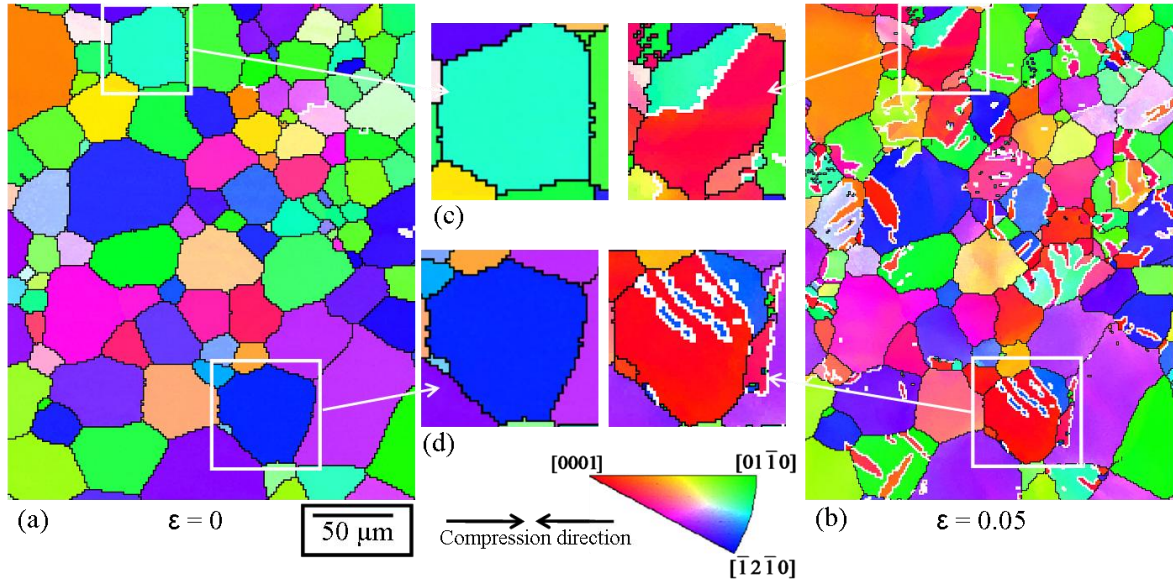 (c)
(d)
[0001]
[01̅10]
[1̅21̅0]
(a)
ε = 0
50 µm
Compression direction
(b)
ε = 0.05